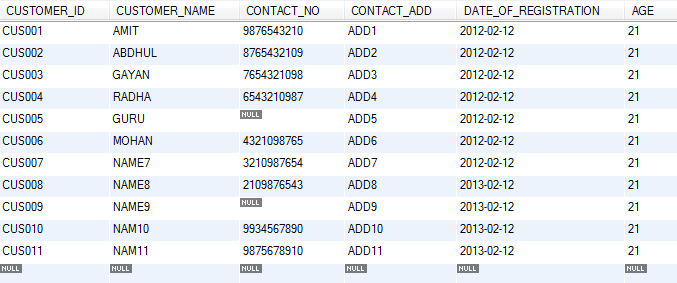 CUSTOMER_ID CUSTOMER_NAME CONTACT_NO CONTACT_ADD DATE_OF_REGISTRATION AGE
CUS001 AMIT 9876543210 ADD1 2012-02-12 21
CUS002 ABDHUL 8765432109 ADD2 2012-02-12 21
CUS003 GAYAN 7654321098 ADD3 2012-02-12 21
CUS004 RADHA 6543210987 ADD4 2012-02-12 21
CUS005 GURU NULL ADD5 2012-02-12 21
CUS006 MOHAN 4321098765 ADD6 2012-02-12 21
CUS007 NAME7 3210987654 ADD7 2012-02-12 21
CUS008 NAME8 2109876543 ADD8 2013-02-12 21
CUS009 NAME9 NULL ADD9 2013-02-12 21
CUS010 NAM10 9934567890 ADD10 2013-02-12 21
CUS011 NAM11 9875678910 ADD11 2013-02-12 21
NULL NULL NULL NULL NULL NULL